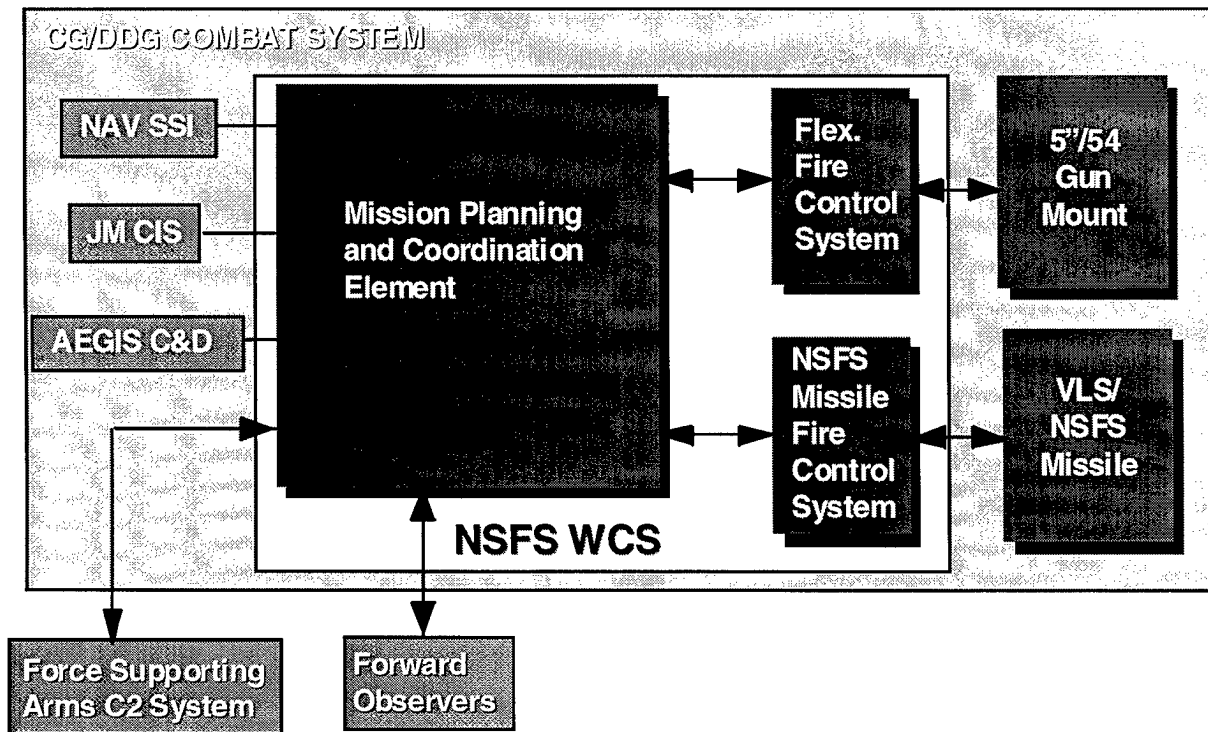 CG/DDG COMBAT SYSTEM
NAV SSI
JM CIS
AEGIS C&D
Mission Planning
and Coordination
Element
Flex.
Fire
Control
System
5"/54
Gun
Mount
NSFS
Missile
Fire
Control
System
VLS/
NSFS
Missile
NSFS WCS
Force Supporting
Arms C2 System
Forward
Observers